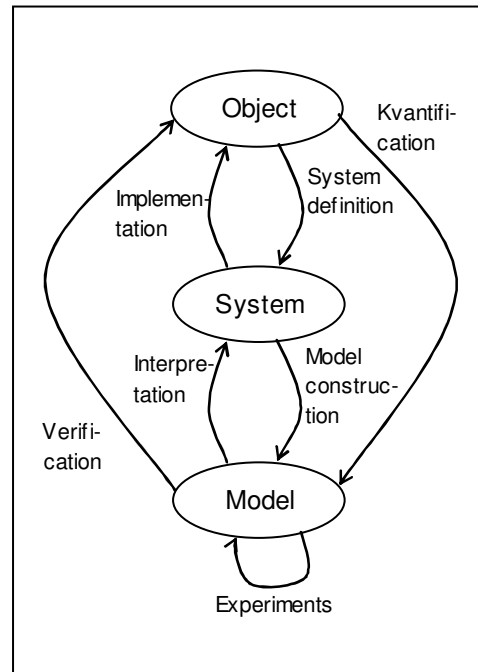 Object
Kvantifi-
cation
Implemen-
tation
System
definition
System
Interpre-
tation
Model
construc-
tion
Verifi-
cation
Model
Experiments